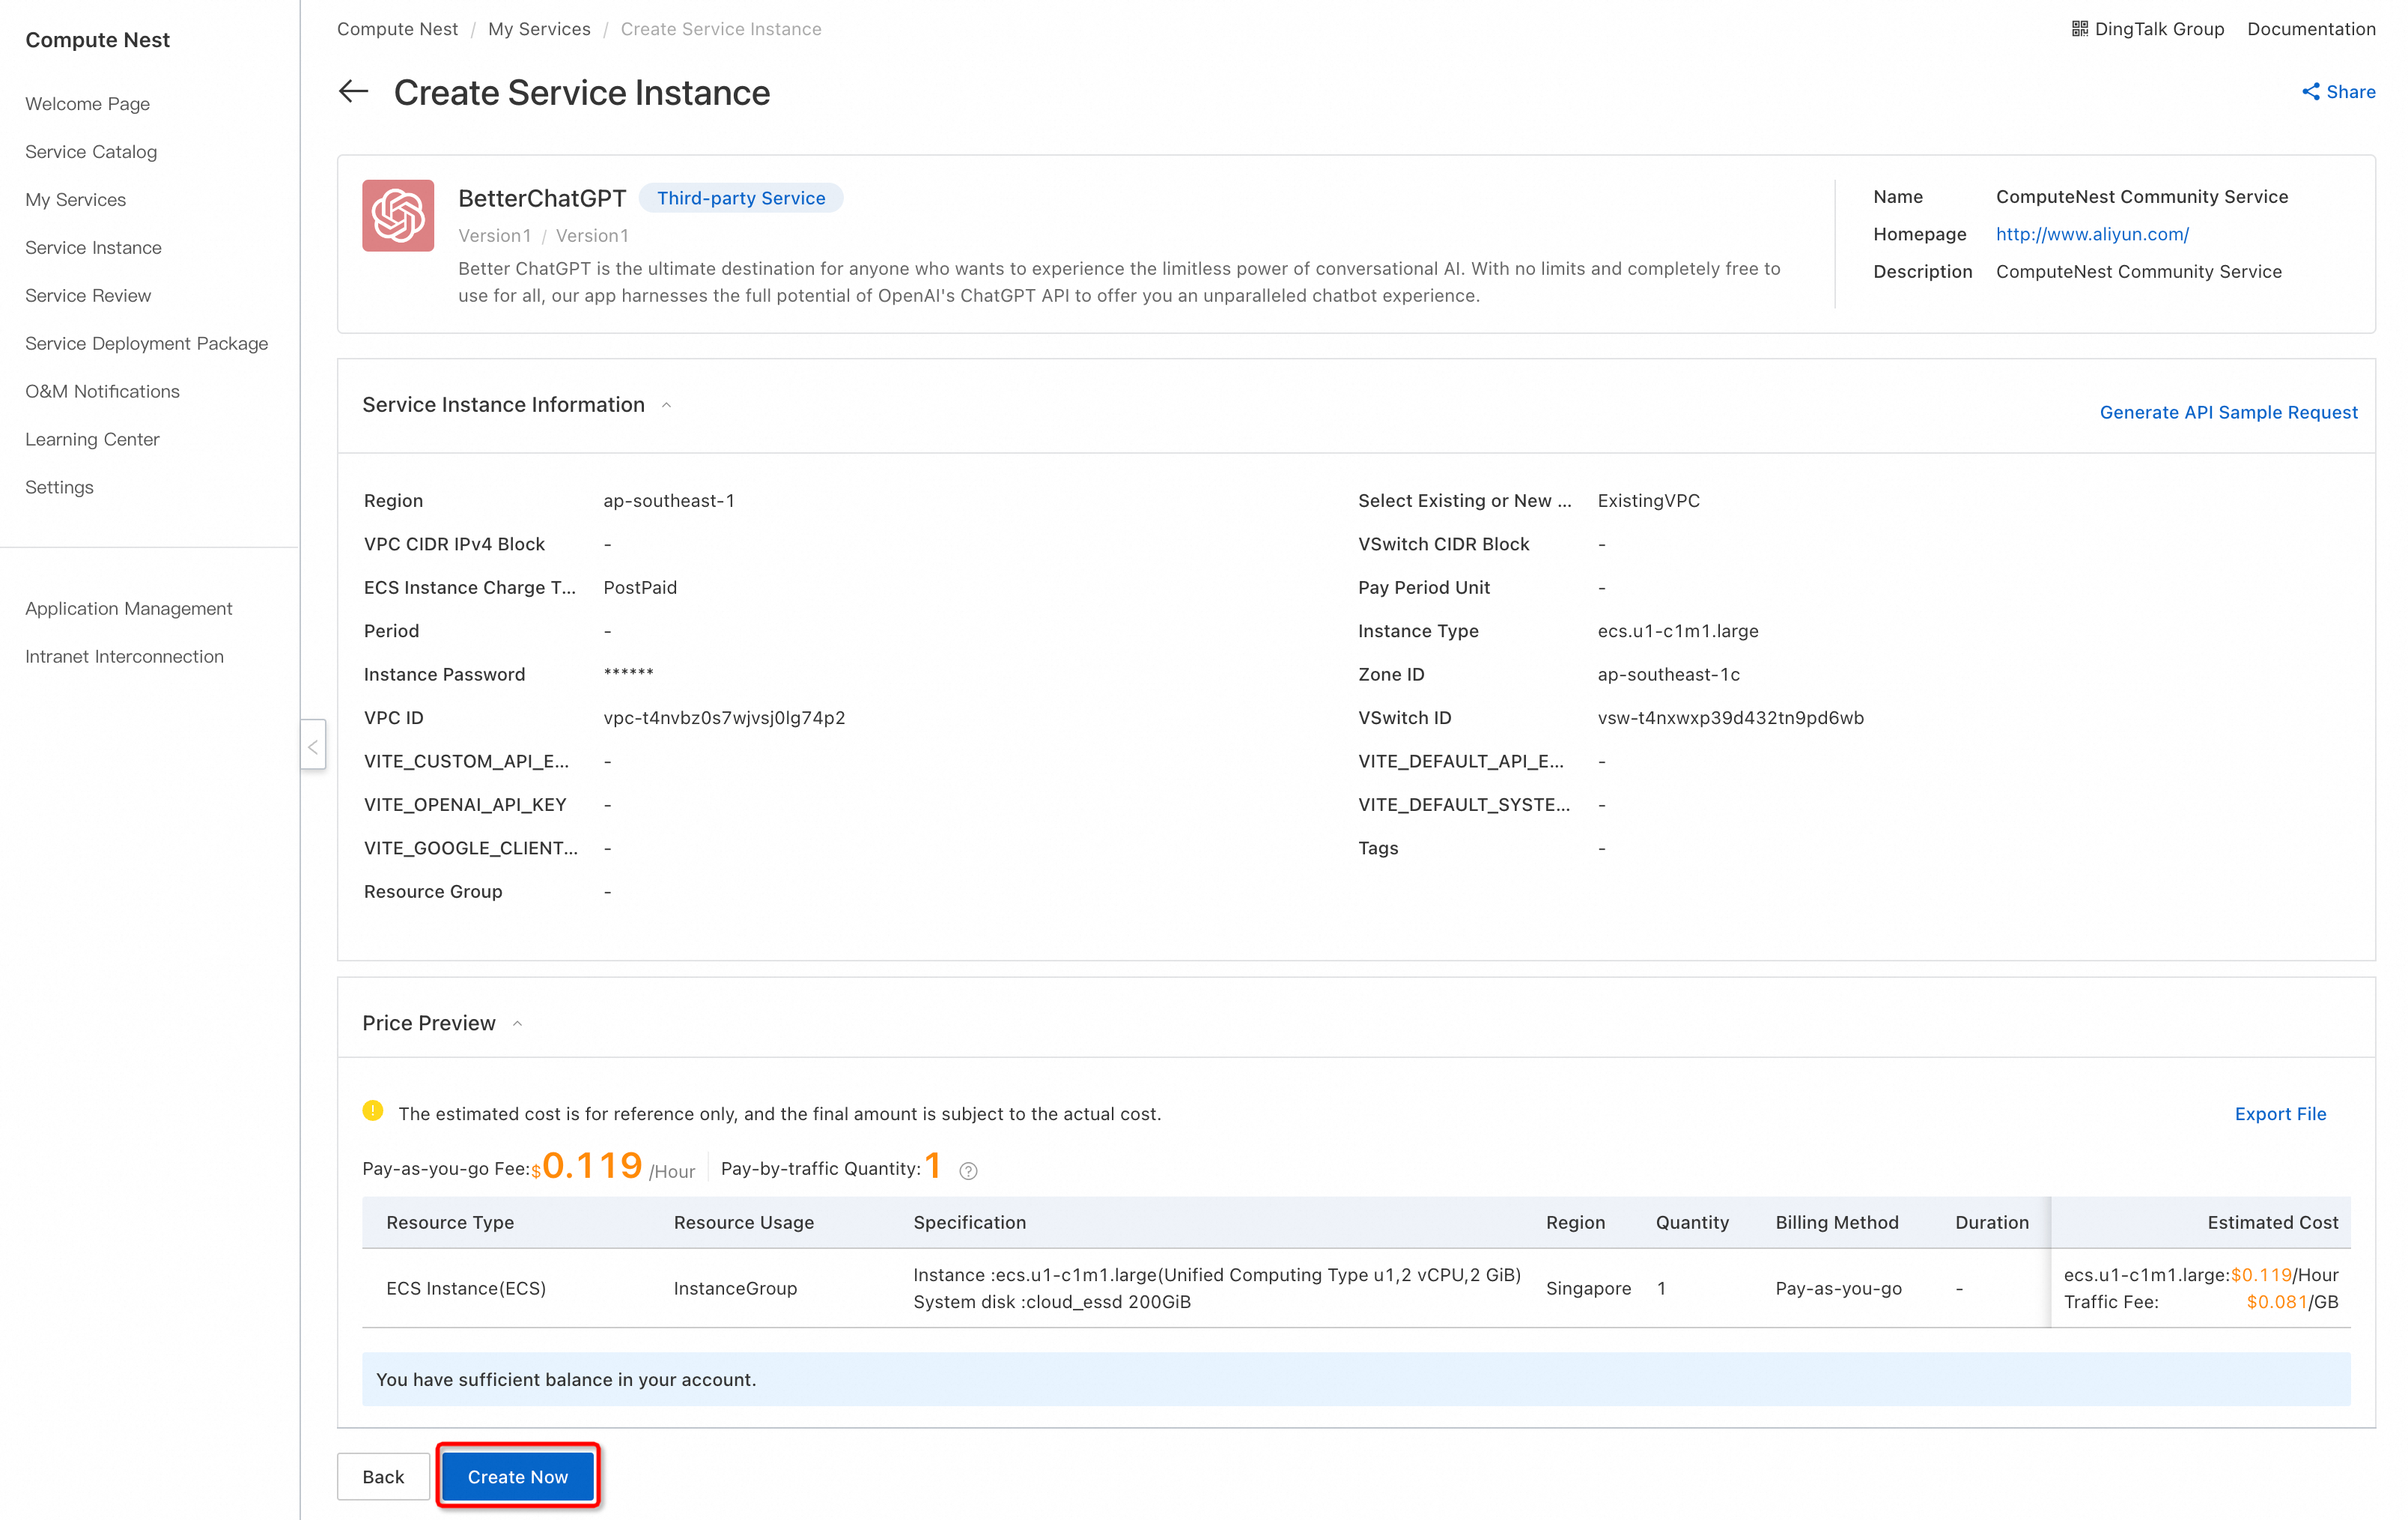 Compute Nest
Welcome Page
Service Catalog
My Services
Service Instance
Service Review
Service Deployment Package
O&M Notifications
Learning Center
Settings
Application Management
Intranet Interconnection
Compute Nest / My Services / Create Service Instance
DingTalk Group Documentation
Create Service Instance
Share
BetterChatGPT Third-party Service
Version1 / Version1
Better ChatGPT is the ultimate destination for anyone who wants to experience the limitless power of conversational AI. With no limits and completely free to
use for all, our app harnesses the full potential of OpenAI's ChatGPT API to offer you an unparalleled chatbot experience.
Name ComputeNest Community Service
Homepage http://www.aliyun.com/
Description ComputeNest Community Service
Service Instance Information
Generate API Sample Request
Region ap-southeast-1 Select Existing or New ... ExistingVPC
VPC CIDR IPv4 Block - VSwitch CIDR Block -
ECS Instance Charge T... PostPaid Pay Period Unit -
Period - Instance Type ecs.u1-c1m1.large
Instance Password ****** Zone ID ap-southeast-1c
VPC ID vpc-t4nvbz0s7wjvsj0lg74p2 VSwitch ID vsw-t4nxwxp39d432tn9pd6wb
VITE_CUSTOM_API_E... - VITE_DEFAULT_API_E... -
VITE_OPENAI_API_KEY - VITE_DEFAULT_SYSTE... -
VITE_GOOGLE_CLIENT... - Tags -
Resource Group -
Price Preview
The estimated cost is for reference only, and the final amount is subject to the actual cost.
Export File
Pay-as-you-go Fee:$0.119 /Hour Pay-by-traffic Quantity:1 ?
Resource Type Resource Usage Specification Region Quantity Billing Method Duration Estimated Cost
ECS Instance(ECS) InstanceGroup Instance :ecs.u1-c1m1.large(Unified Computing Type u1,2 vCPU,2 GiB) Singapore 1 Pay-as-you-go - ecs.u1-c1m1.large:$0.119/Hour
System disk :cloud_essd 200GiB Traffic Fee: $0.081/GB
You have sufficient balance in your account.
Back Create Now